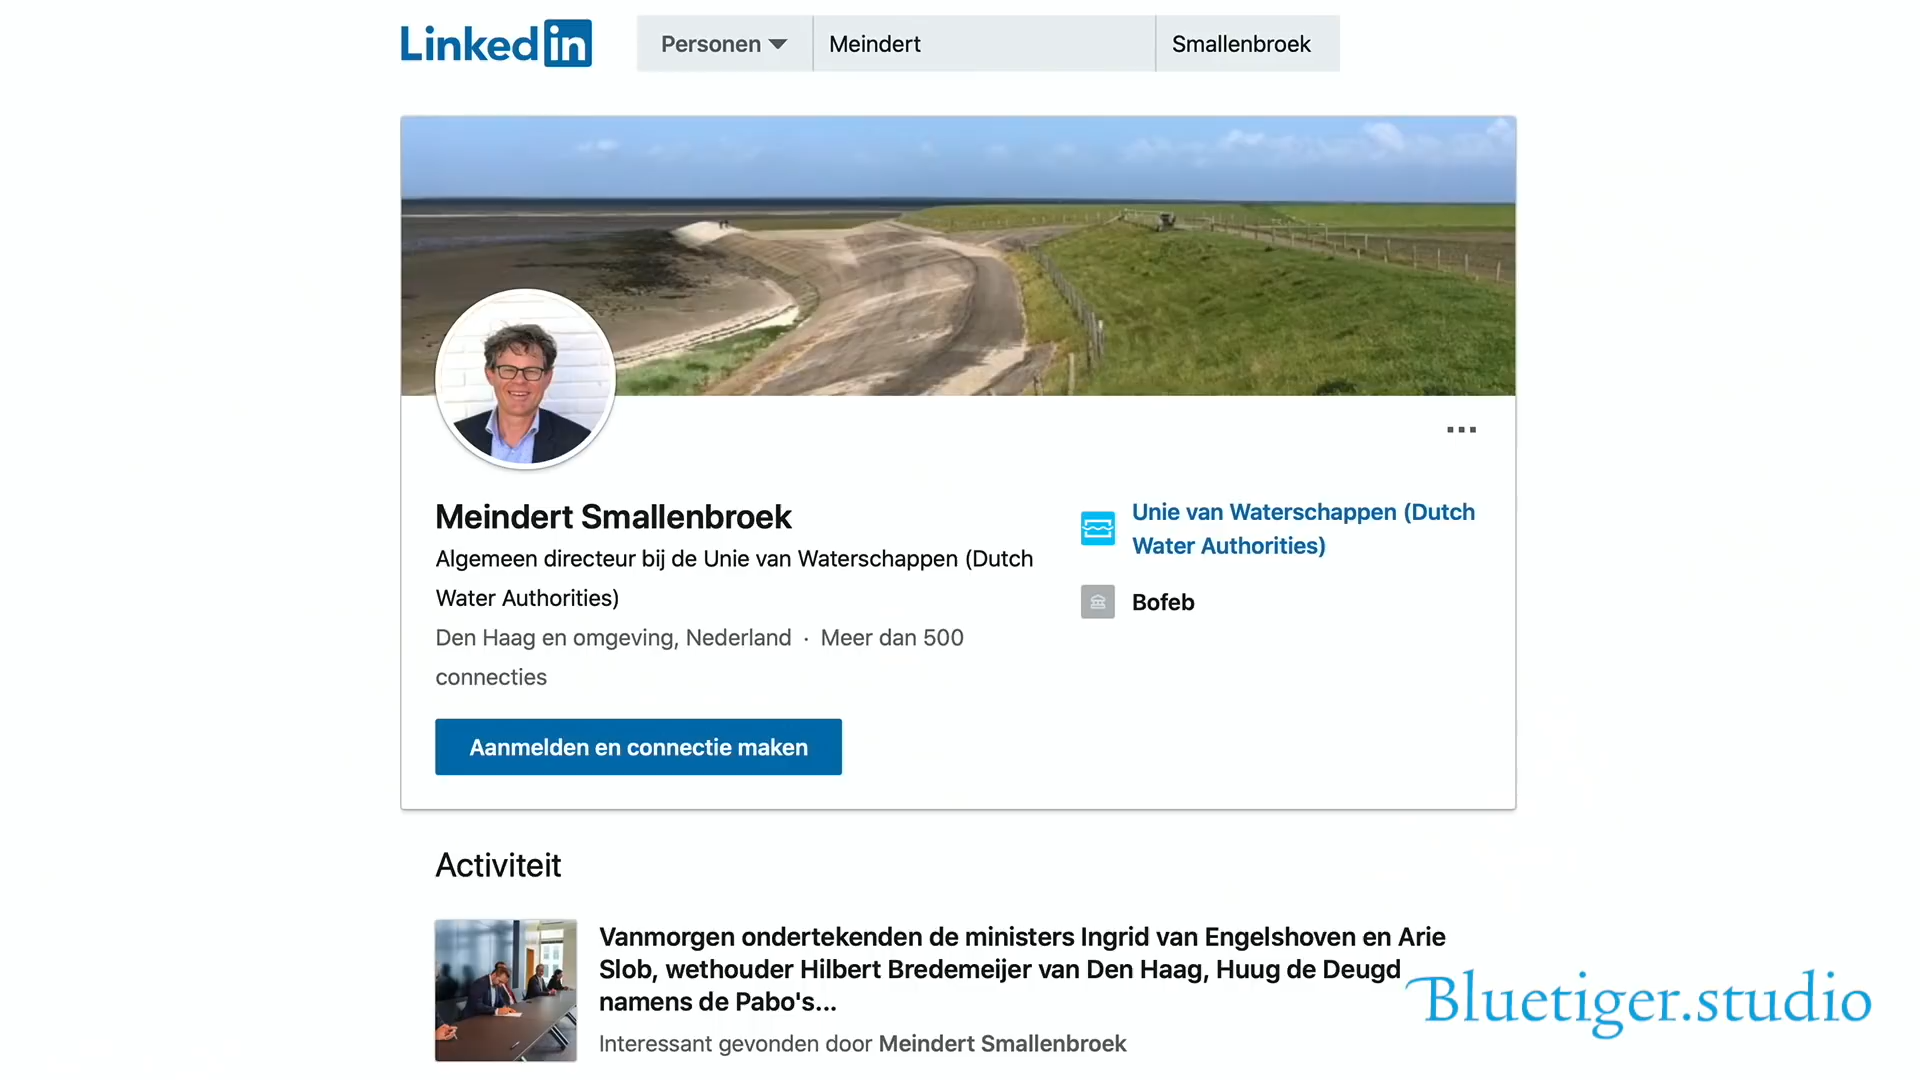 Linkedin
Personen
Meindert
Smallenbroek
Meindert Smallenbroek
Algemeen directeur bij de Unie van Waterschappen (Dutch
Water Authorities)
Den Haag en omgeving, Nederland · Meer dan 500
connecties
Aanmelden en connectie maken
Unie van Waterschappen (Dutch
Water Authorities)
Bofeb
Activiteit
Vanmorgen ondertekenden de ministers Ingrid van Engelshoven en Arie
Slob, wethouder Hilbert Bredemeijer van Den Haag, Huug de Deugd
namens de Pabo's...
Interessant gevonden door Meindert Smallenbroek
Bluetiger.studio